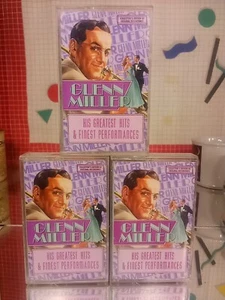 GLENN
MILLER
HIS GREATEST HITS
& FINEST PERFORMANCES
GLENN
MILLER
HIS GREATEST HITS
& FINEST PERFORMANCES
GLENN
MILLER
HIS GREATEST HITS
& FINEST PERFORMANCES